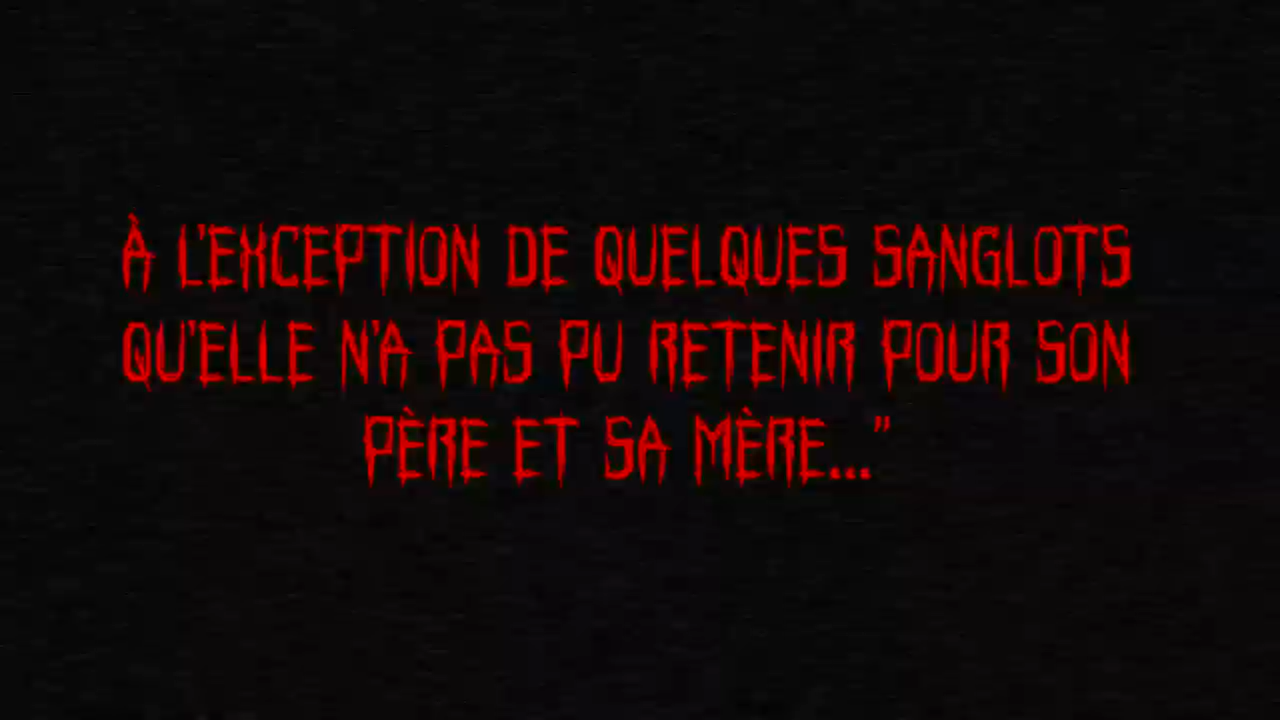 À L'EXCEPTION DE QUELQUES SANGLOTS
QU'ELLE N'A PAS PU RETENIR POUR SON
PÈRE ET SA MÈRE..."